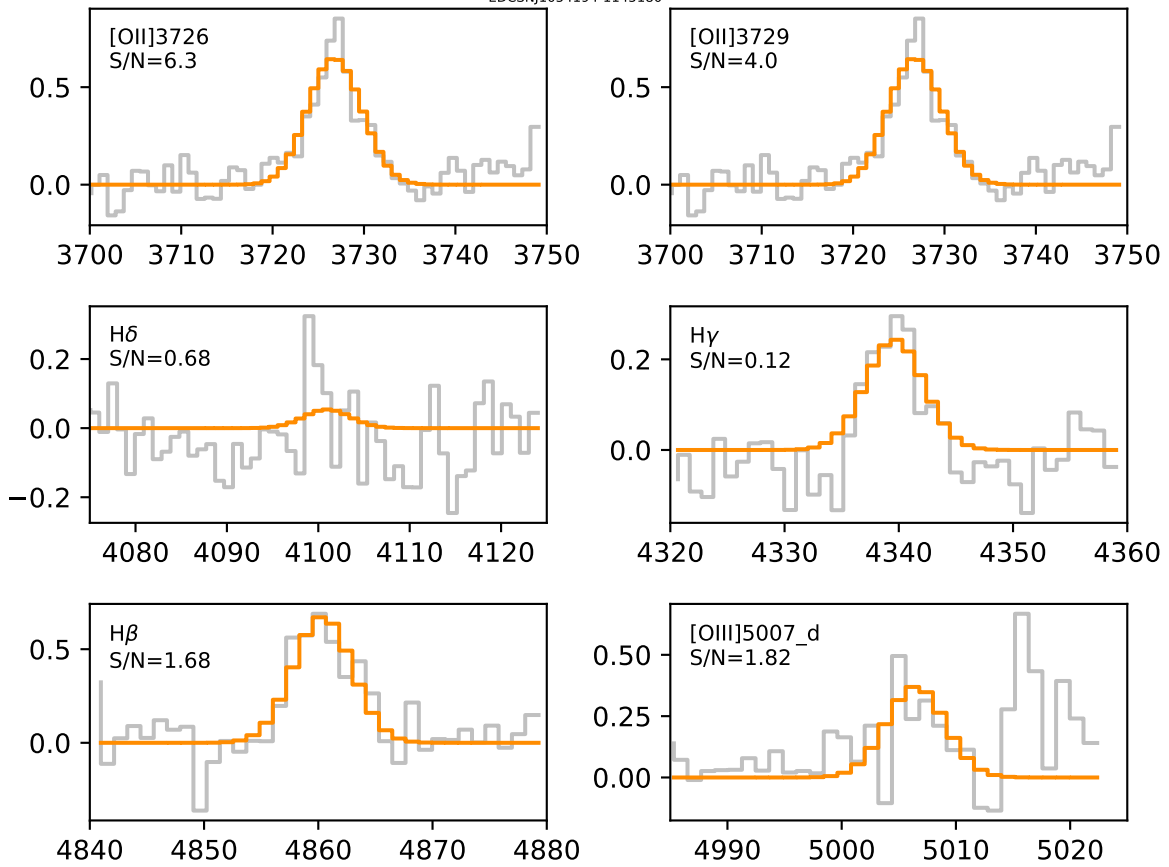 [OII]3726
S/N=6.3
0.5
0.0
3700 3710 3720 3730 3740 3750
[OII]3729
S/N=4.0
0.5
0.0
3700 3710 3720 3730 3740 3750
Hδ
S/N=0.68
0.2
0.0
−0.2
4080 4090 4100 4110 4120
Hγ
S/N=0.12
0.2
0.0
4320 4330 4340 4350 4360
Hβ
S/N=1.68
0.5
0.0
4840 4850 4860 4870 4880
[OIII]5007_d
S/N=1.82
0.50
0.25
0.00
4990 5000 5010 5020